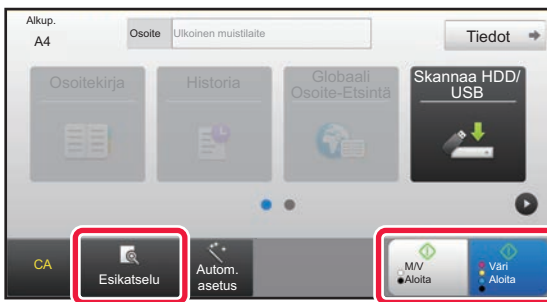 Alkup.
A4
Osoite
Ulkoinen muistilaite
Tiedot
Osoitekirja
Historia
Globaali
Osoite-Etsintä
Skannaa HDD/
USB
CA
Esikatselu
Autom.
asetus
M/V
Aloita
Väri
Aloita